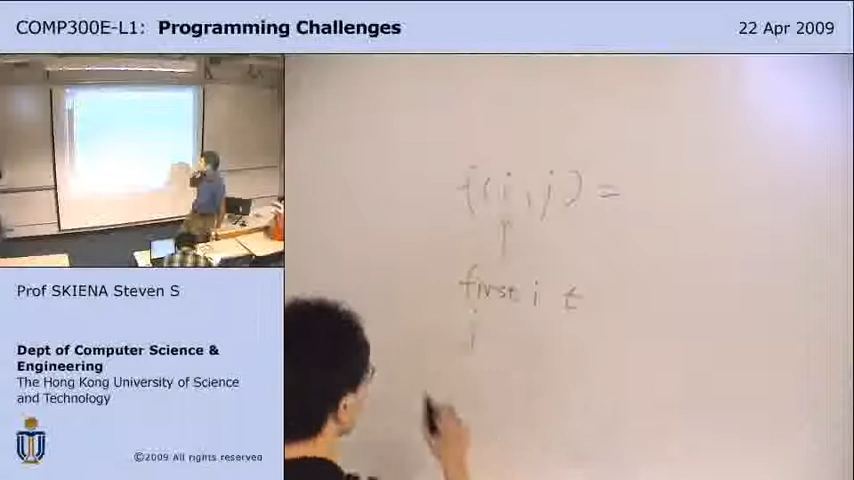 COMP300E-L1: Programming Challenges
22 Apr 2009
f(i,j) =
first i t
j
Prof SKIENA Steven S
Dept of Computer Science &
Engineering
The Hong Kong University of Science
and Technology
©2009 All rights reserved